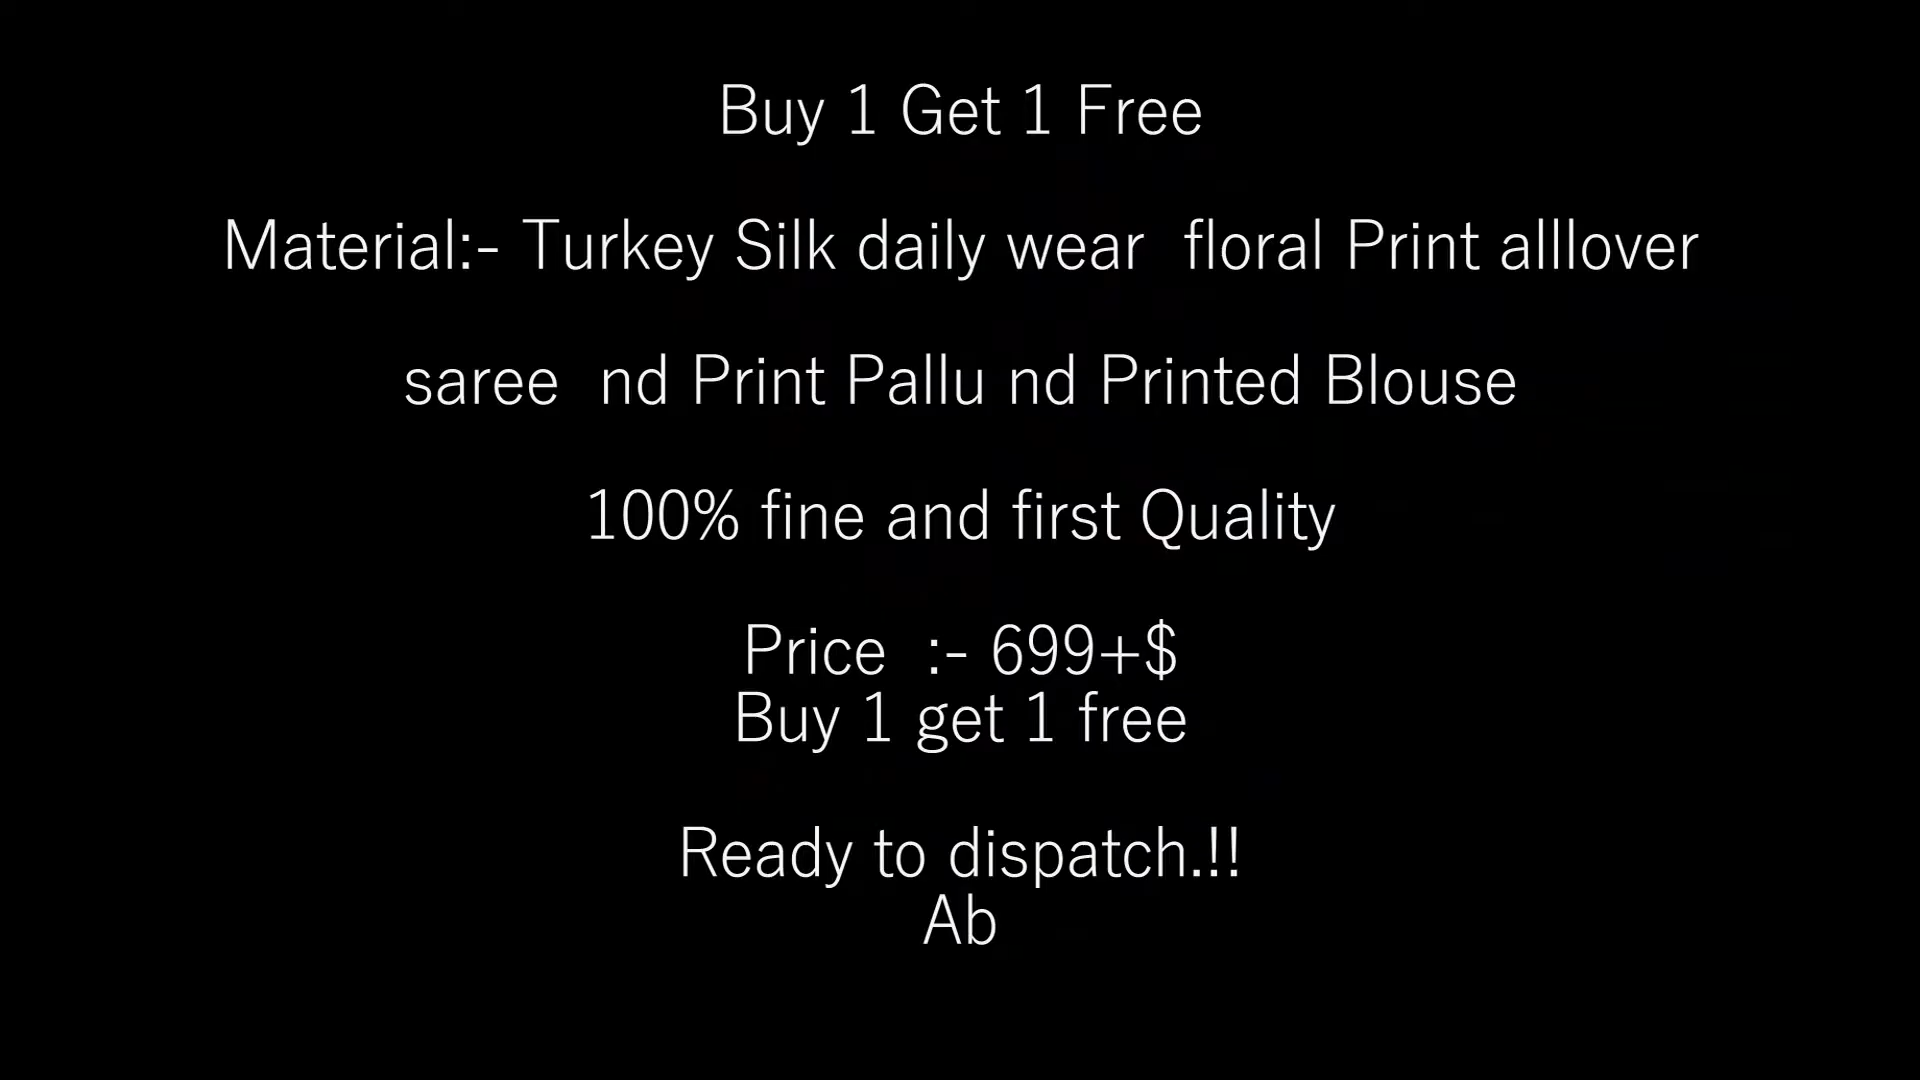 Buy 1 Get 1 Free
Material:- Turkey Silk daily wear  floral Print alllover
saree  nd Print Pallu nd Printed Blouse
100% fine and first Quality
Price  :- 699+$
Buy 1 get 1 free
Ready to dispatch.!!
Ab